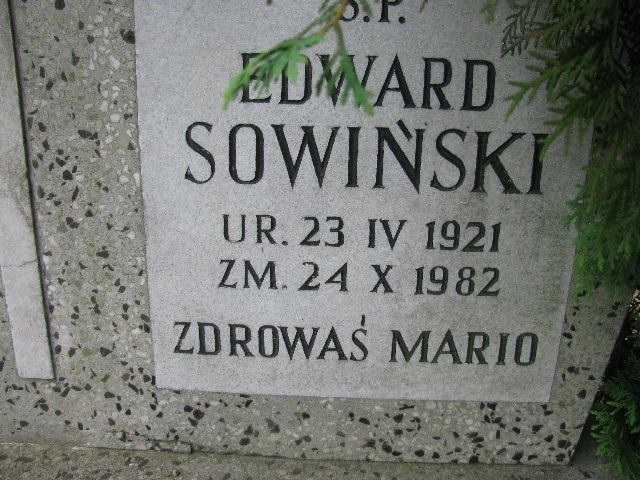 Ś.P.
EDWARD
SOWIŃSKI
UR. 23 IV 1921
ZM. 24 X 1982
ZDROWAŚ MARIO